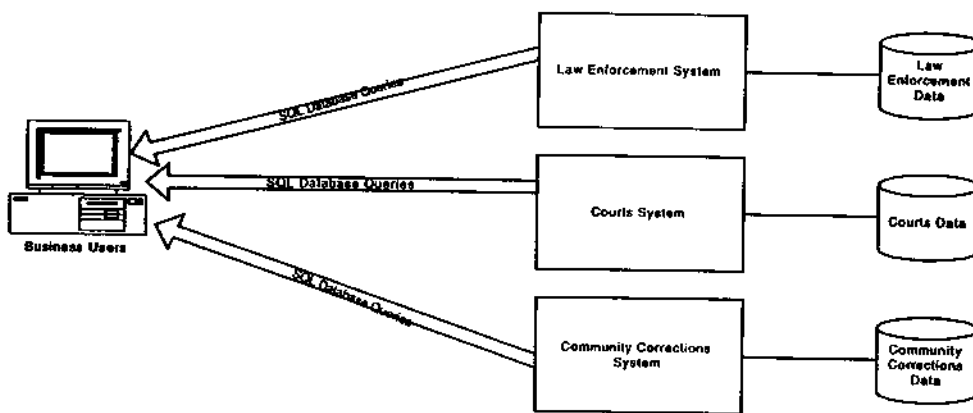 Law Enforcement System
Law
Enforcement
Data
SQL Database Queries
SQL Database Queries
Courts System
Courts Data
Business Users
SQL Database Queries
Community Corrections
System
Community
Corrections
Data